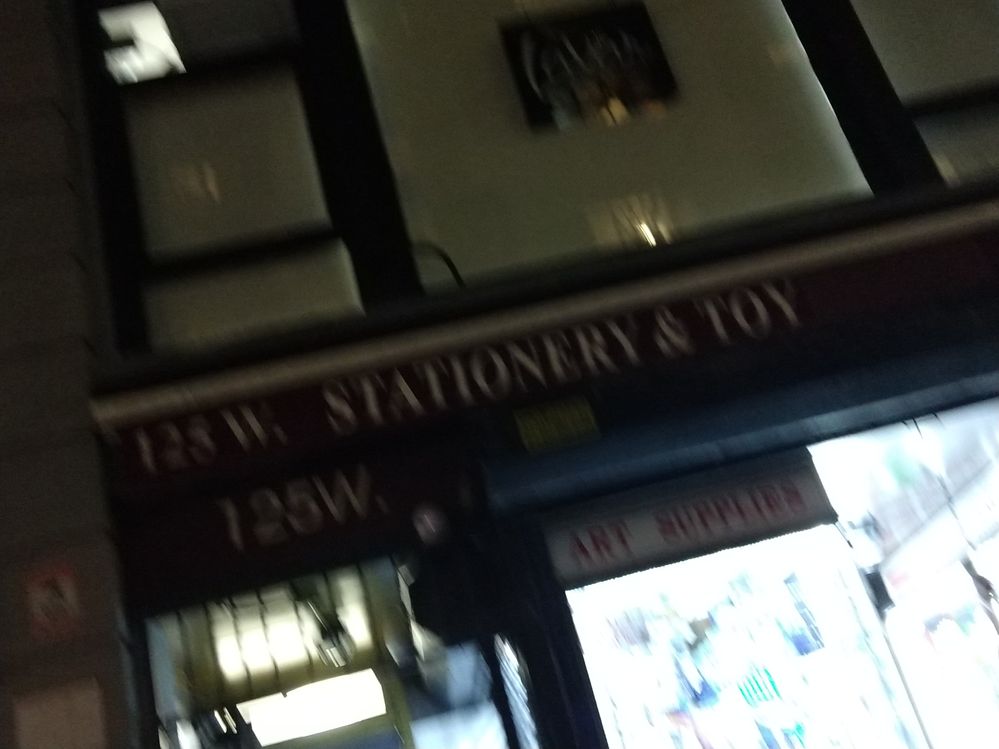 125 W. STATIONERY & TOY
125W.
ART SUPPLIES